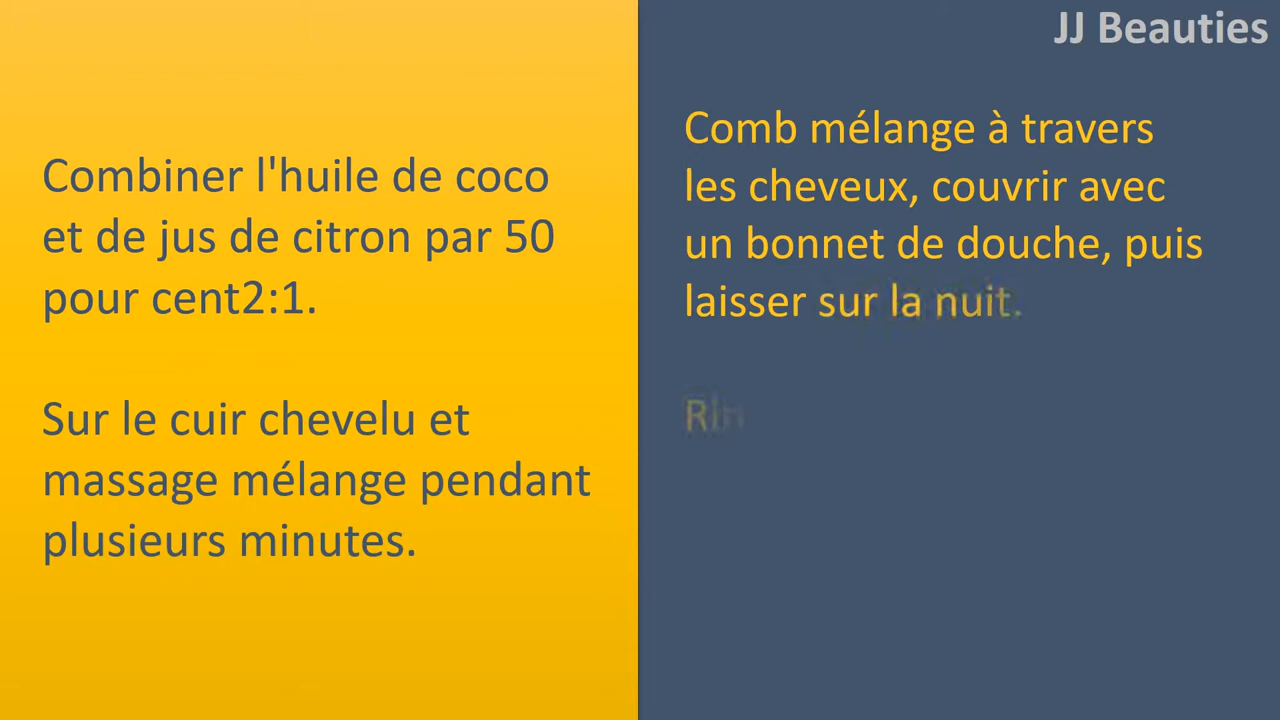 JJ Beauties
Combiner l'huile de coco
et de jus de citron par 50
pour cent2:1.
Sur le cuir chevelu et
massage mélange pendant
plusieurs minutes.
Comb mélange à travers
les cheveux, couvrir avec
un bonnet de douche, puis
laisser sur la nuit.